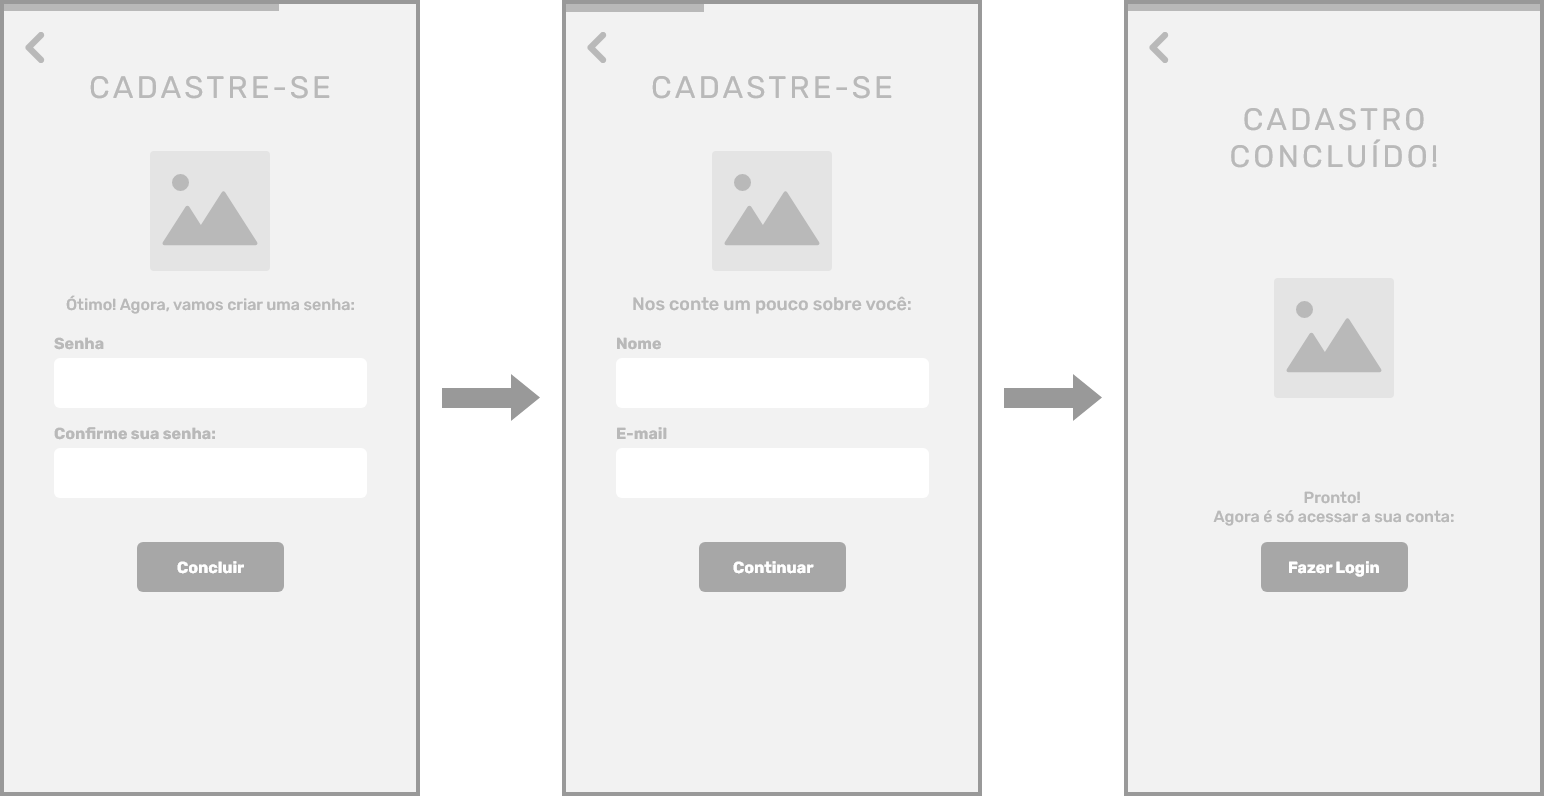 CADASTRE-SE
Ótimo! Agora, vamos criar uma senha:
Senha
Confirme sua senha:
Concluir
CADASTRE-SE
Nos conte um pouco sobre você:
Nome
E-mail
Continuar
CADASTRO
CONCLUÍDO!
Pronto!
Agora é só acessar a sua conta:
Fazer Login